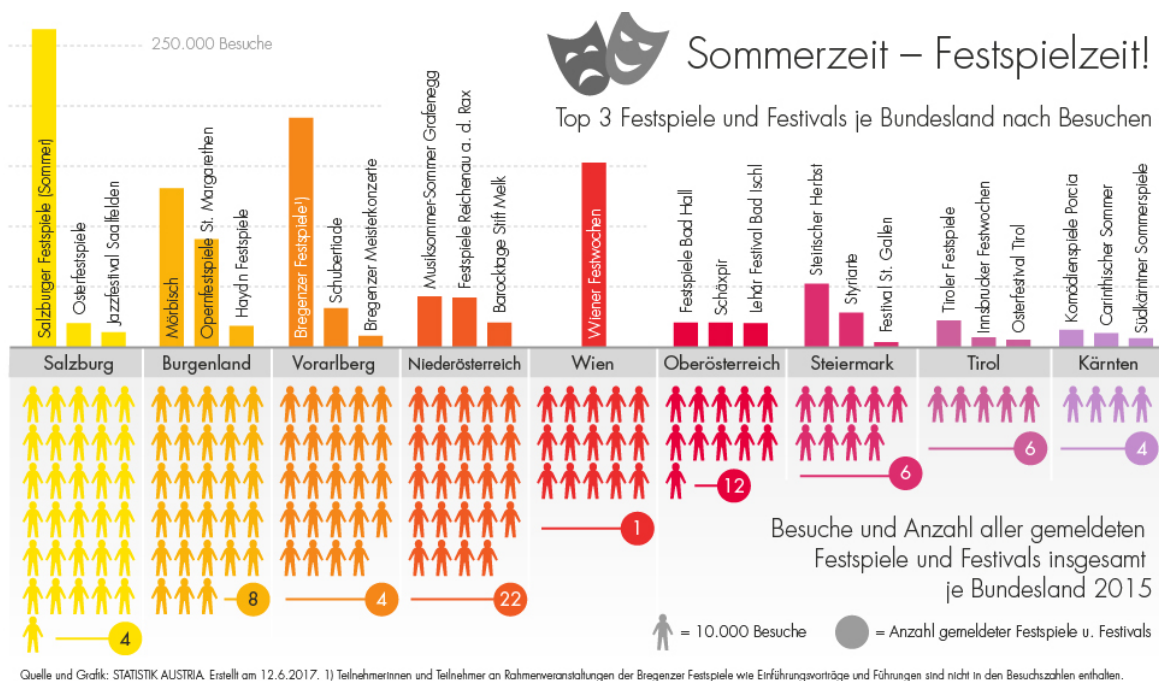 250.000 Besuche
Sommerzeit – Festspielzeit!
Top 3 Festspiele und Festivals je Bundesland nach Besuchen
Salzburger Festspiele (Sommer)
Osterfestspiele
Jazzfestival Saalfelden
Mörbisch
Opernfestspiele St. Margarethen
Haydn Festspiele
Bregenzer Festspiele¹)
Schubertiade
Bregenzer Meisterkonzerte
Musiksommer-Sommer Grafenegg
Festspiele Reichenau a. d. Rax
Barocktage Stift Melk
Wiener Festwochen
Festspiele Bad Hall
Schäxpir
Lehár Festival Bad Ischl
Steirischer Herbst
Styriarte
Festival St. Gallen
Tiroler Festspiele
Innsbrucker Festwochen
Osterfestival Tirol
Komödienspiele Porcia
Carinthischer Sommer
Südkärntner Sommerspiele
Salzburg
Burgenland
Vorarlberg
Niederösterreich
Wien
Oberösterreich
Steiermark
Tirol
Kärnten
4
8
4
22
1
12
6
6
4
Besuche und Anzahl aller gemeldeten
Festspiele und Festivals insgesamt
je Bundesland 2015
= 10.000 Besuche
= Anzahl gemeldeter Festspiele u. Festivals
Quelle und Grafik: STATISTIK AUSTRIA. Erstellt am 12.6.2017. 1) Teilnehmerinnen und Teilnehmer an Rahmenveranstaltungen der Bregenzer Festspiele wie Einführungsvorträge und Führungen sind nicht in den Besuchszahlen enthalten.